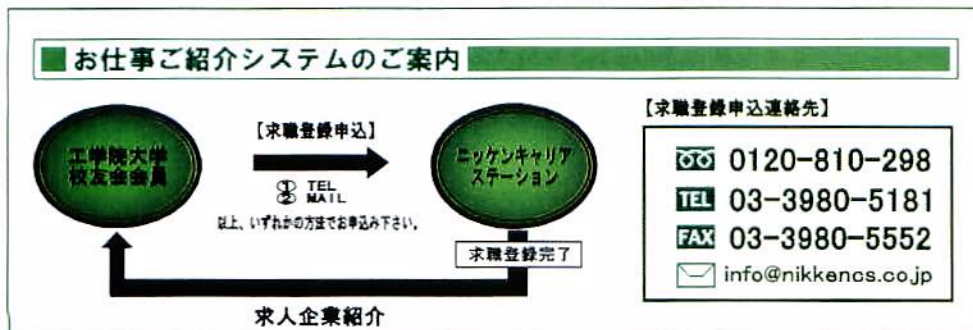 お仕事ご紹介システムのご案内
工学院大学
校友会会員
【求職登録申込】
① TEL
② MAIL
以上、いずれかの方法でお申込み下さい。
ニッケンキャリア
ステーション
求職登録完了
求人企業紹介
【求職登録申込連絡先】
0120-810-298
TEL 03-3980-5181
FAX 03-3980-5552
info@nikkencs.co.jp